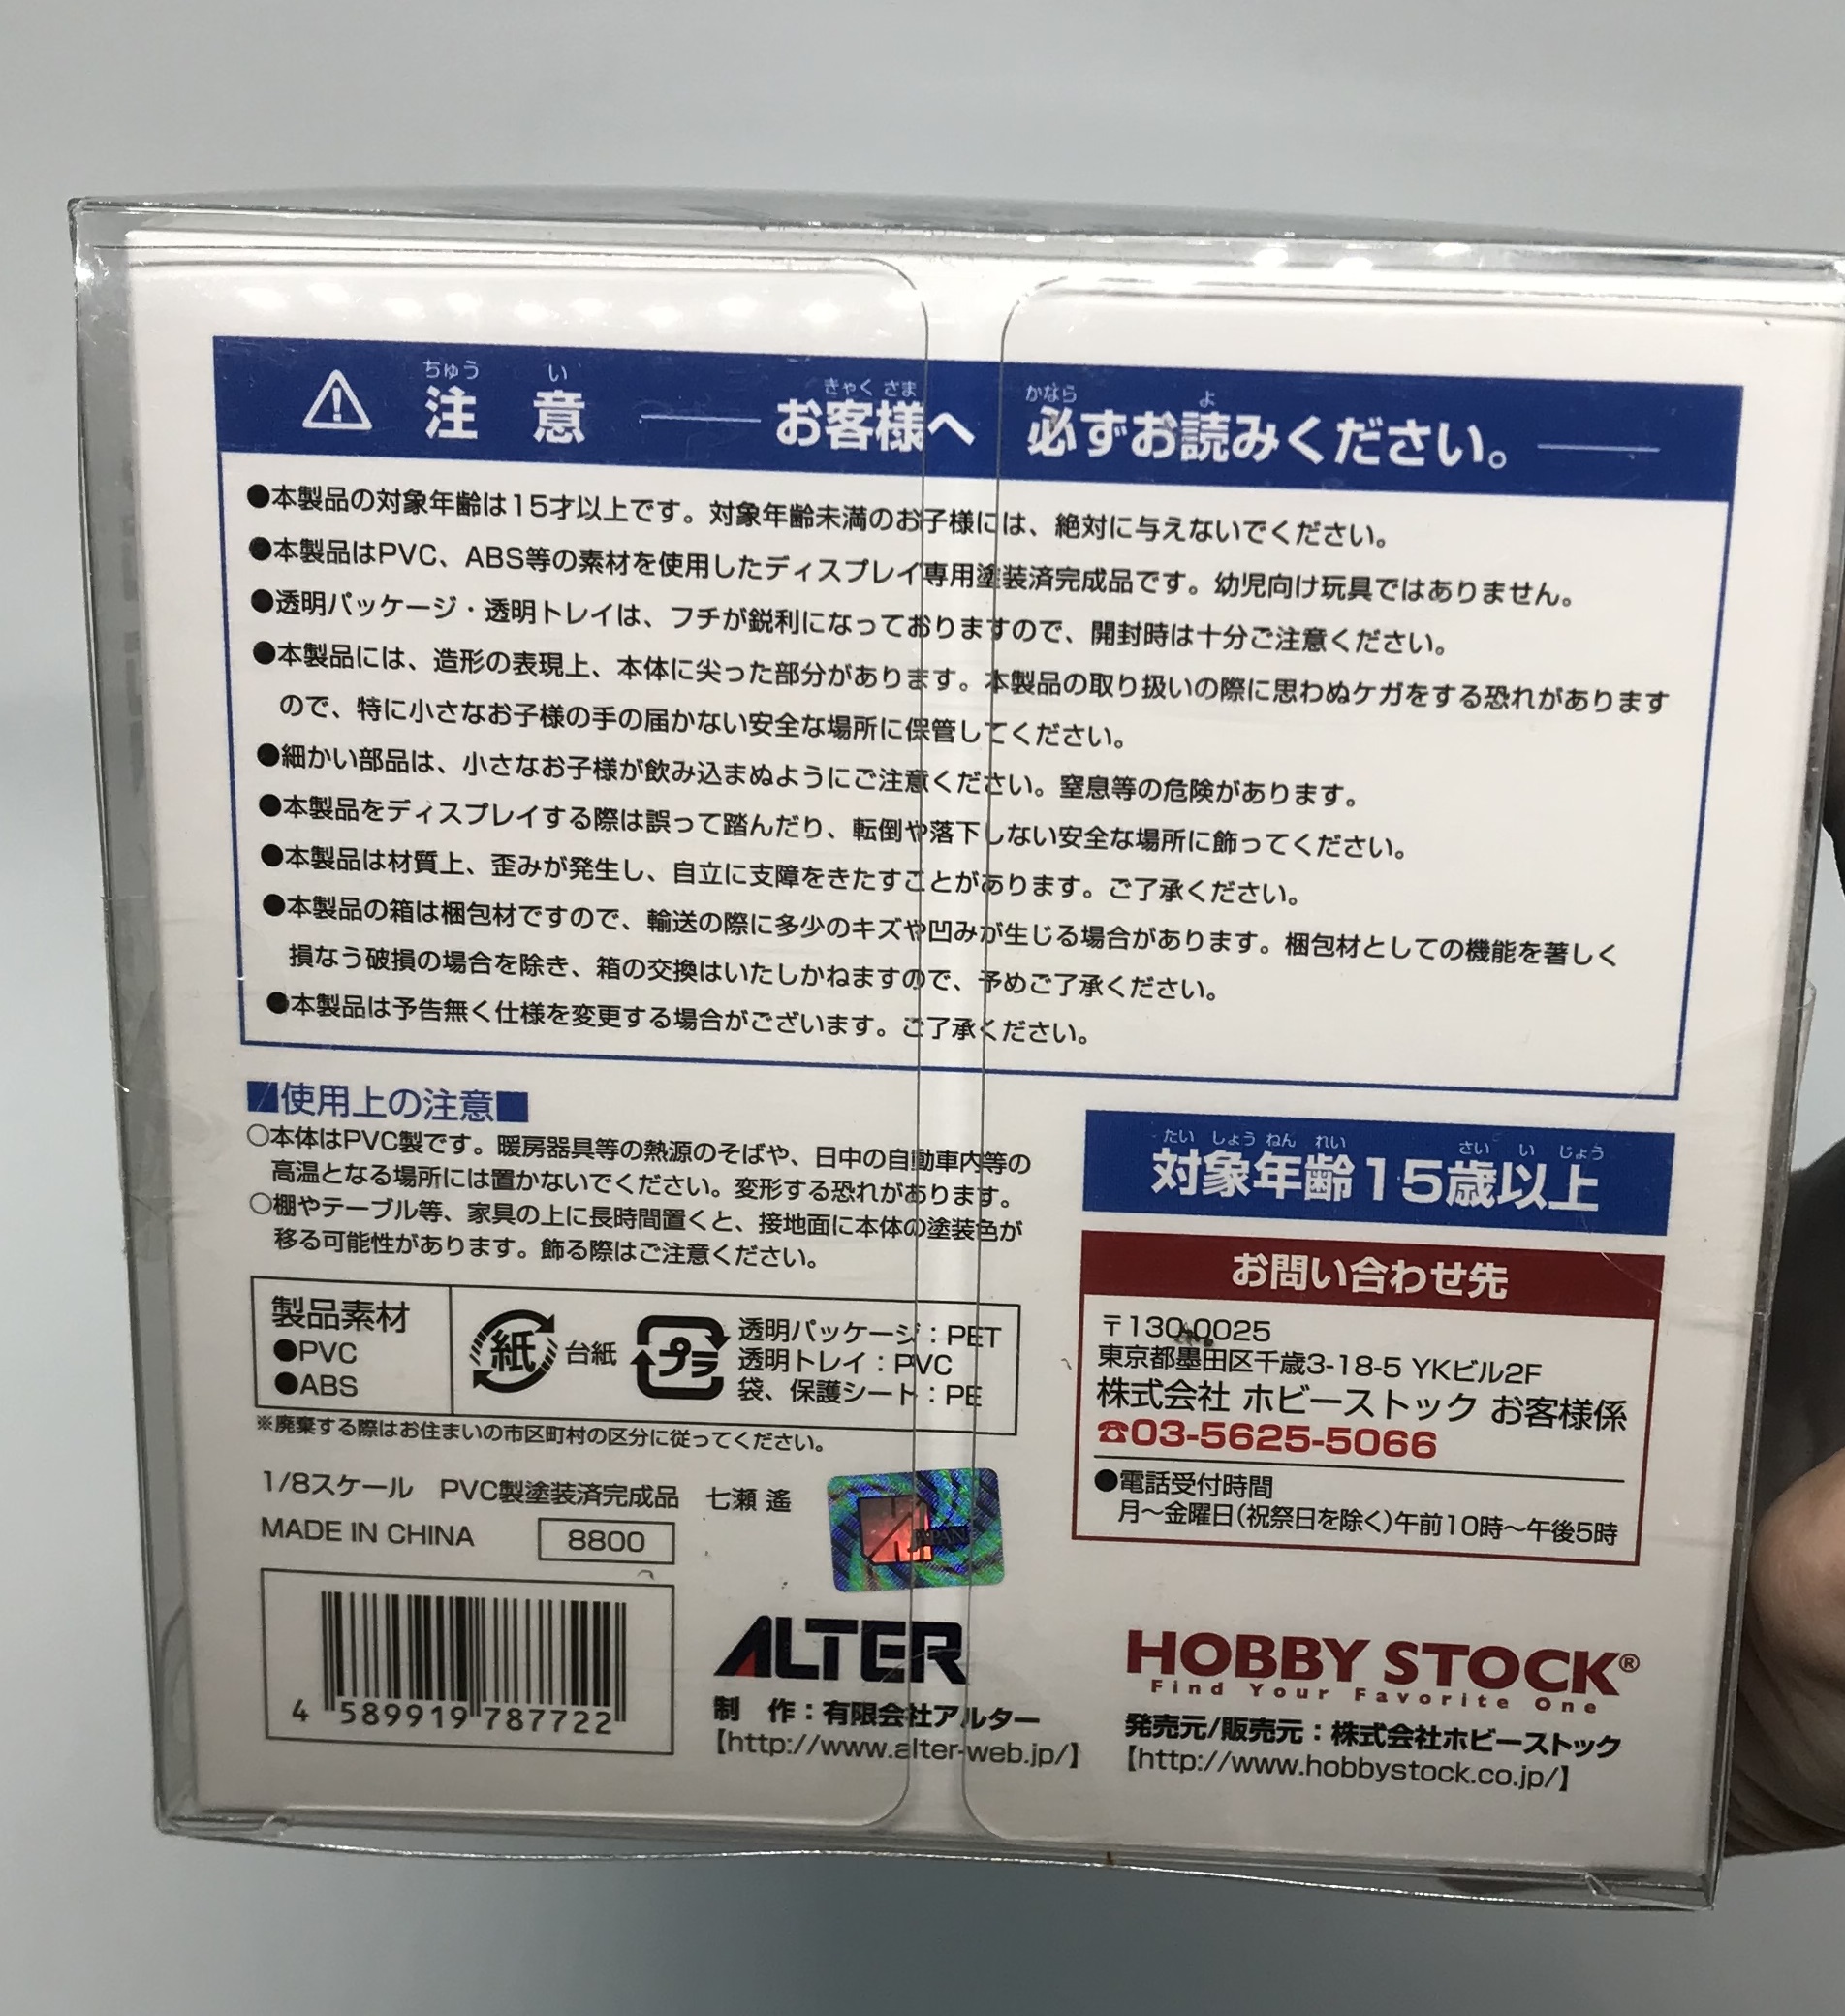 ちゅう い きゃく さま かなら よ
注意 お客様へ 必ずお読みください。
●本製品の対象年齢は15才以上です。対象年齢未満のお子様には、絶対に与えないでください。
●本製品はPVC、ABS等の素材を使用したディスプレイ専用塗装済完成品です。幼児向け玩具ではありません。
●透明パッケージ・透明トレイは、フチが鋭利になっておりますので、開封時は十分ご注意ください。
●本製品には、造形の表現上、本体に尖った部分があります。本製品の取り扱いの際に思わぬケガをする恐れがあります
ので、特に小さなお子様の手の届かない安全な場所に保管してください。
●細かい部品は、小さなお子様が飲み込まぬようにご注意ください。窒息等の危険があります。
●本製品をディスプレイする際は誤って踏んだり、転倒や落下しない安全な場所に飾ってください。
●本製品は材質上、歪みが発生し、自立に支障をきたすことがあります。ご了承ください。
●本製品の箱は梱包材ですので、輸送の際に多少のキズや凹みが生じる場合があります。梱包材としての機能を著しく
損なう破損の場合を除き、箱の交換はいたしかねますので、予めご了承ください。
●本製品は予告無く仕様を変更する場合がございます。ご了承ください。
■使用上の注意■
○本体はPVC製です。暖房器具等の熱源のそばや、日中の自動車内等の
高温となる場所には置かないでください。変形する恐れがあります。
○棚やテーブル等、家具の上に長時間置くと、接地面に本体の塗装色が
移る可能性があります。飾る際はご注意ください。
製品素材
●PVC
●ABS
紙 台紙
プラ
透明パッケージ：PET
透明トレイ：PVC
袋、保護シート：PE
※廃棄する際はお住まいの市区町村の区分に従ってください。
1/8スケール PVC製塗装済完成品 七瀬 遙
MADE IN CHINA 8800
JAPAN
4 589919 787722
ALTER
制 作：有限会社アルター
【http://www.alter-web.jp/】
たい しょう ねん れい さい い じょう
対象年齢15歳以上
お問い合わせ先
〒130-0025
東京都墨田区千歳3-18-5 YKビル2F
株式会社 ホビーストック お客様係
☎03-5625-5066
●電話受付時間
月～金曜日(祝祭日を除く)午前10時～午後5時
HOBBY STOCK®
Find Your Favorite One
発売元/販売元：株式会社ホビーストック
【http://www.hobbystock.co.jp/】